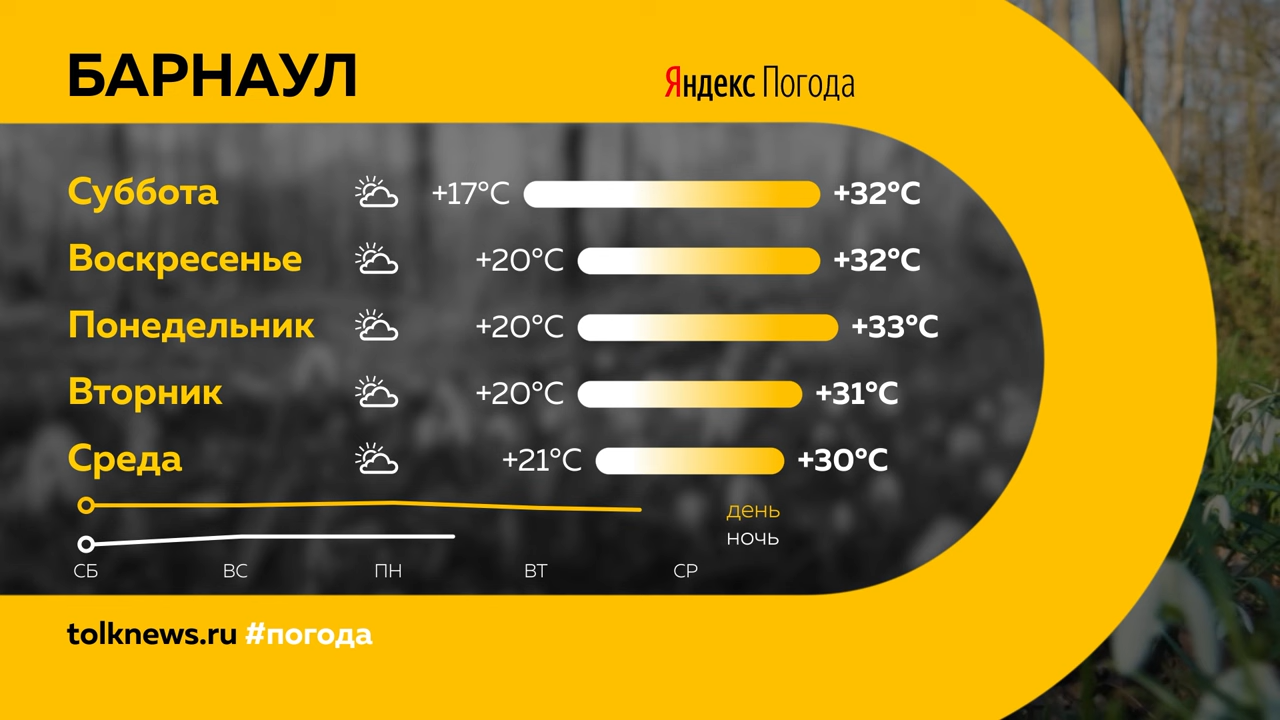 БАРНАУЛ
Яндекс Погода
Суббота +17°C +32°C
Воскресенье +20°C +32°C
Понедельник +20°C +33°C
Вторник +20°C +31°C
Среда +21°C +30°C
день
ночь
СБ ВС ПН ВТ СР
tolknews.ru #погода